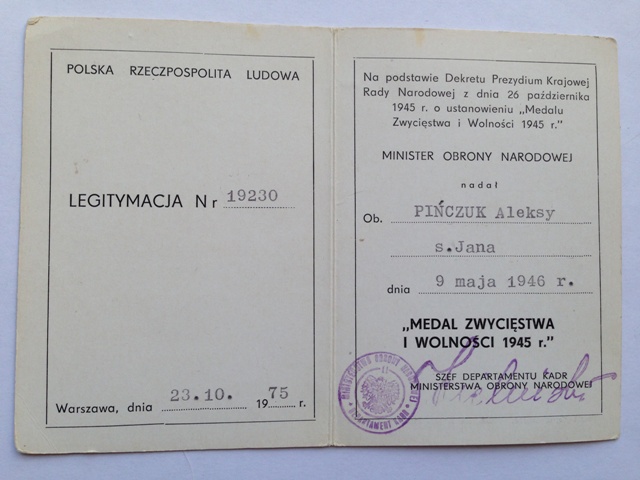 POLSKA RZECZPOSPOLITA LUDOWA
LEGITYMACJA Nr 19230
Warszawa, dnia 23.10. 1975 r.
Na podstawie Dekretu Prezydium Krajowej
Rady Narodowej z dnia 26 października
1945 r. o ustanowieniu „Medalu
Zwycięstwa i Wolności 1945 r.”
MINISTER OBRONY NARODOWEJ
nadał
Ob. PIŃCZUK Aleksy
s.Jana
dnia 9 maja 1946 r.
„MEDAL ZWYCIĘSTWA
I WOLNOŚCI 1945 r.”
SZEF DEPARTAMENTU KADR
MINISTERSTWA OBRONY NARODOWEJ